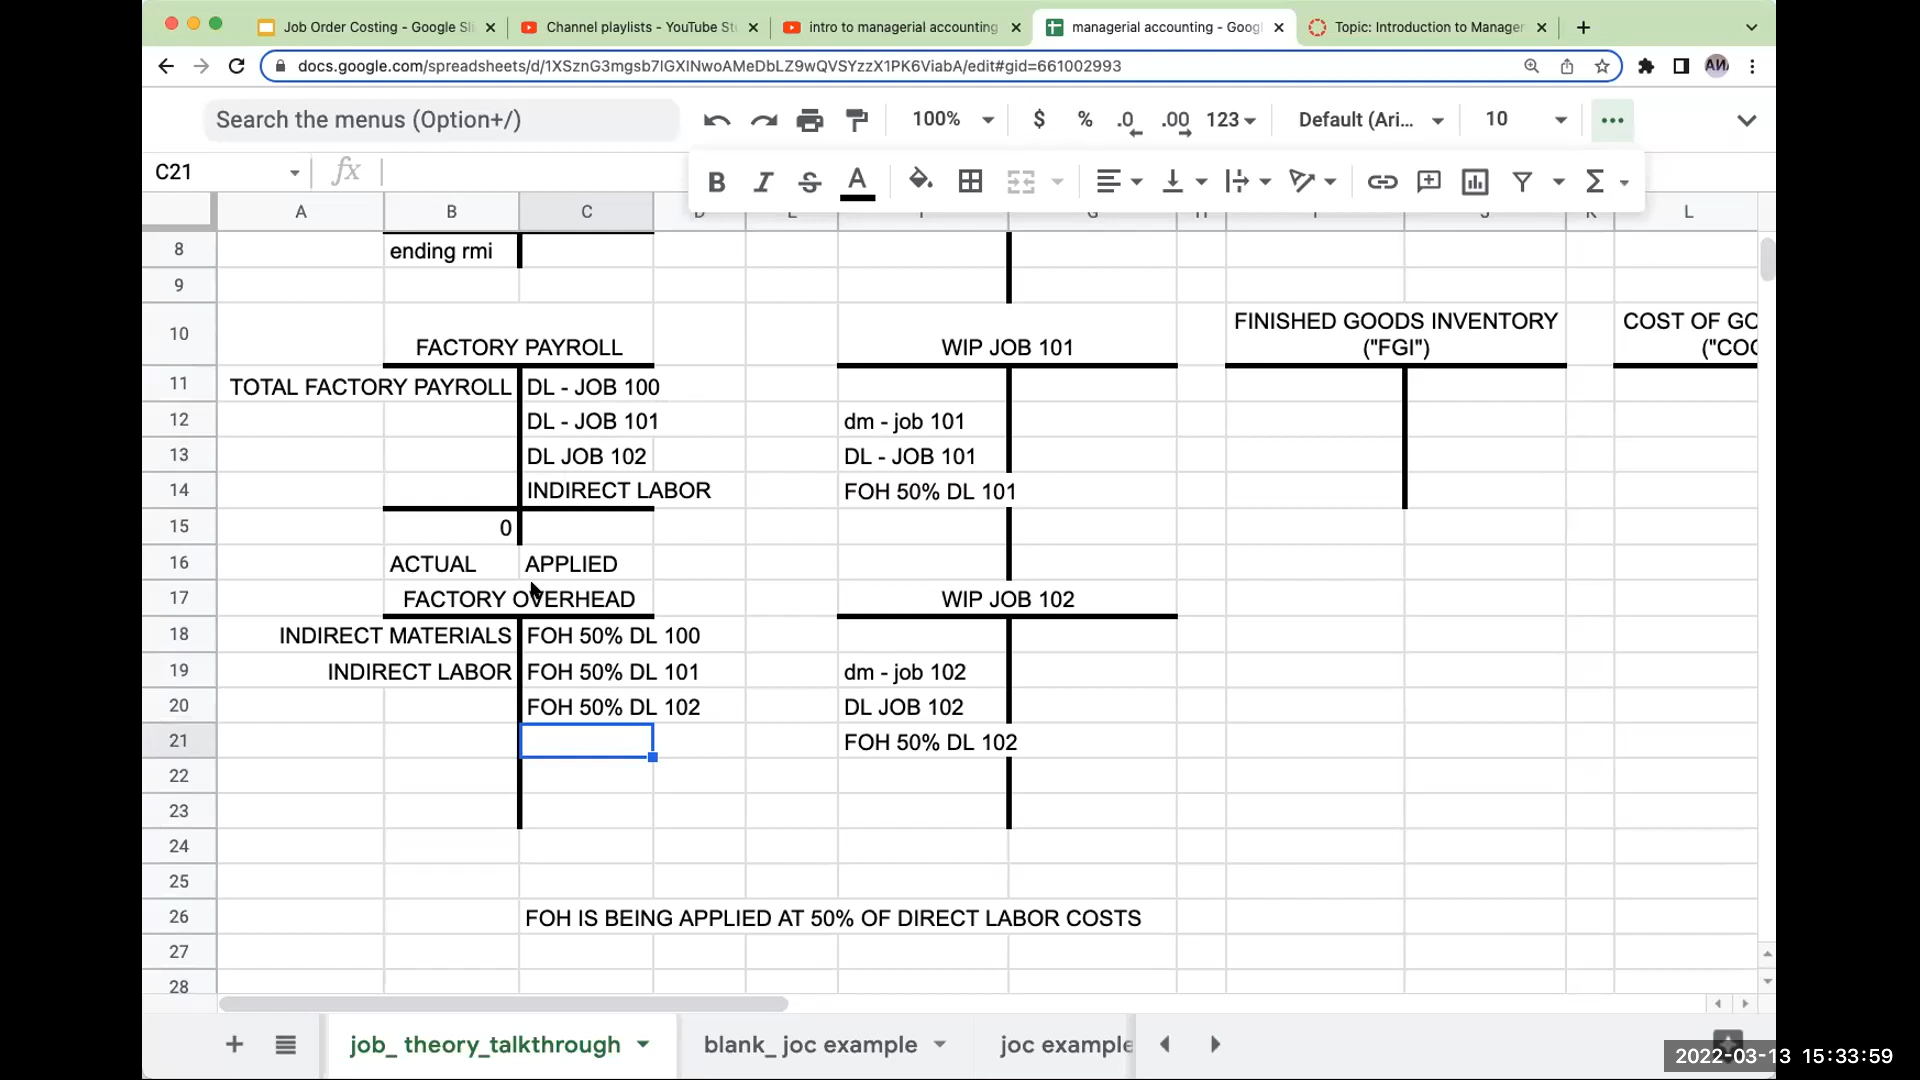 Job Order Costing - Google Sli
Channel playlists - YouTube Stu
intro to managerial accounting
managerial accounting - Googl
Topic: Introduction to Manager
docs.google.com/spreadsheets/d/1XSznG3mgsb7lGXlNwoAMeDbLZ9wQVSYzzX1PK6ViabA/edit#gid=661002993
Search the menus (Option+/)
100%
$ % .0 .00 123
Default (Ari...
10
C21
fx
B I S A
A B C
L
8 ending rmi
9
10 FACTORY PAYROLL WIP JOB 101 FINISHED GOODS INVENTORY ("FGI") COST OF GO ("COG
11 TOTAL FACTORY PAYROLL DL - JOB 100
12 DL - JOB 101 dm - job 101
13 DL JOB 102 DL - JOB 101
14 INDIRECT LABOR FOH 50% DL 101
15 0
16 ACTUAL APPLIED
17 FACTORY OVERHEAD WIP JOB 102
18 INDIRECT MATERIALS FOH 50% DL 100
19 INDIRECT LABOR FOH 50% DL 101 dm - job 102
20 FOH 50% DL 102 DL JOB 102
21 FOH 50% DL 102
22
23
24
25
26 FOH IS BEING APPLIED AT 50% OF DIRECT LABOR COSTS
27
28
job_ theory_talkthrough
blank_ joc example
joc example
2022-03-13 15:33:59